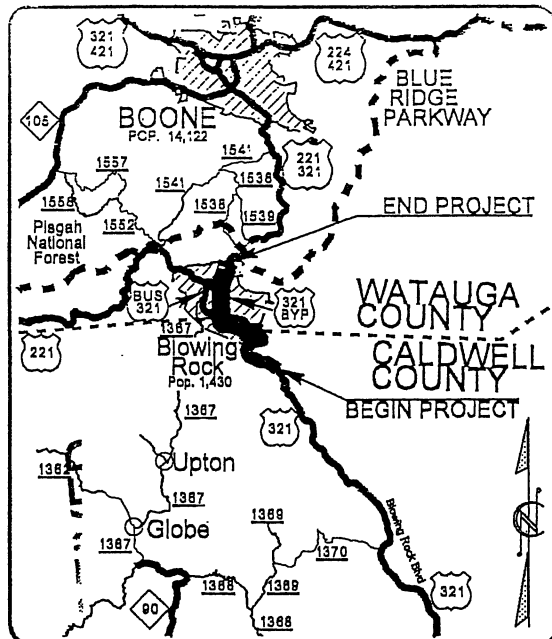 321
421
224
421
BLUE
RIDGE
PARKWAY
105
BOONE
POP. 14,122
221
321
1557
1541
1541
1538
1558
1538
1539
1552
Pisgah
National
Forest
END PROJECT
BUS
321
321
BYP
WATAUGA
COUNTY
221
1367
Blowing
Rock
Pop. 1,430
CALDWELL
COUNTY
BEGIN PROJECT
1367
321
1362
Upton
1367
Globe
1367
1369
1370
Blowing Rock Blvd
1368
1369
321
90
1368
N